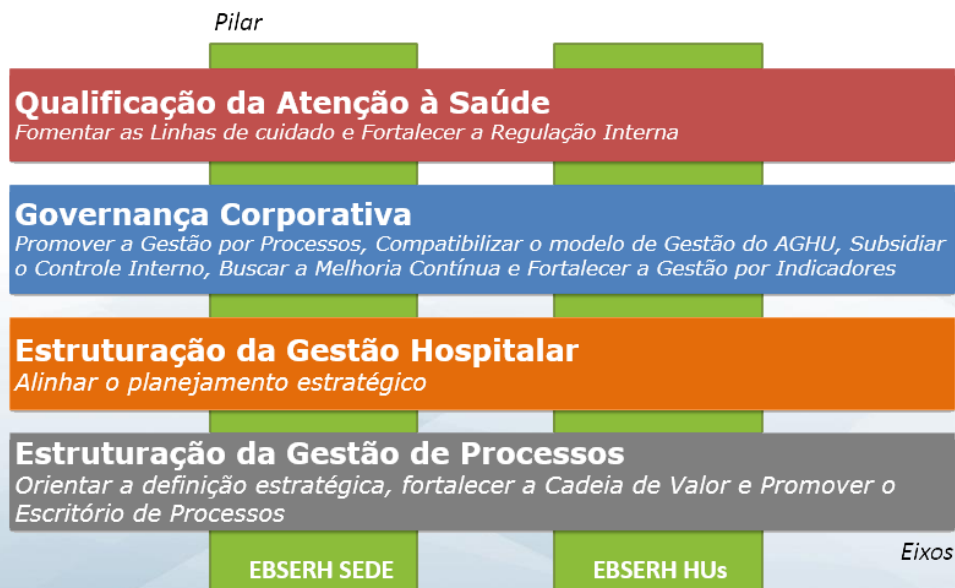 Pilar
Qualificação da Atenção à Saúde
Fomentar as Linhas de cuidado e Fortalecer a Regulação Interna
Governança Corporativa
Promover a Gestão por Processos, Compatibilizar o modelo de Gestão do AGHU, Subsidiar
o Controle Interno, Buscar a Melhoria Contínua e Fortalecer a Gestão por Indicadores
Estruturação da Gestão Hospitalar
Alinhar o planejamento estratégico
Estruturação da Gestão de Processos
Orientar a definição estratégica, fortalecer a Cadeia de Valor e Promover o
Escritório de Processos
Eixos
EBSERH SEDE
EBSERH HUs